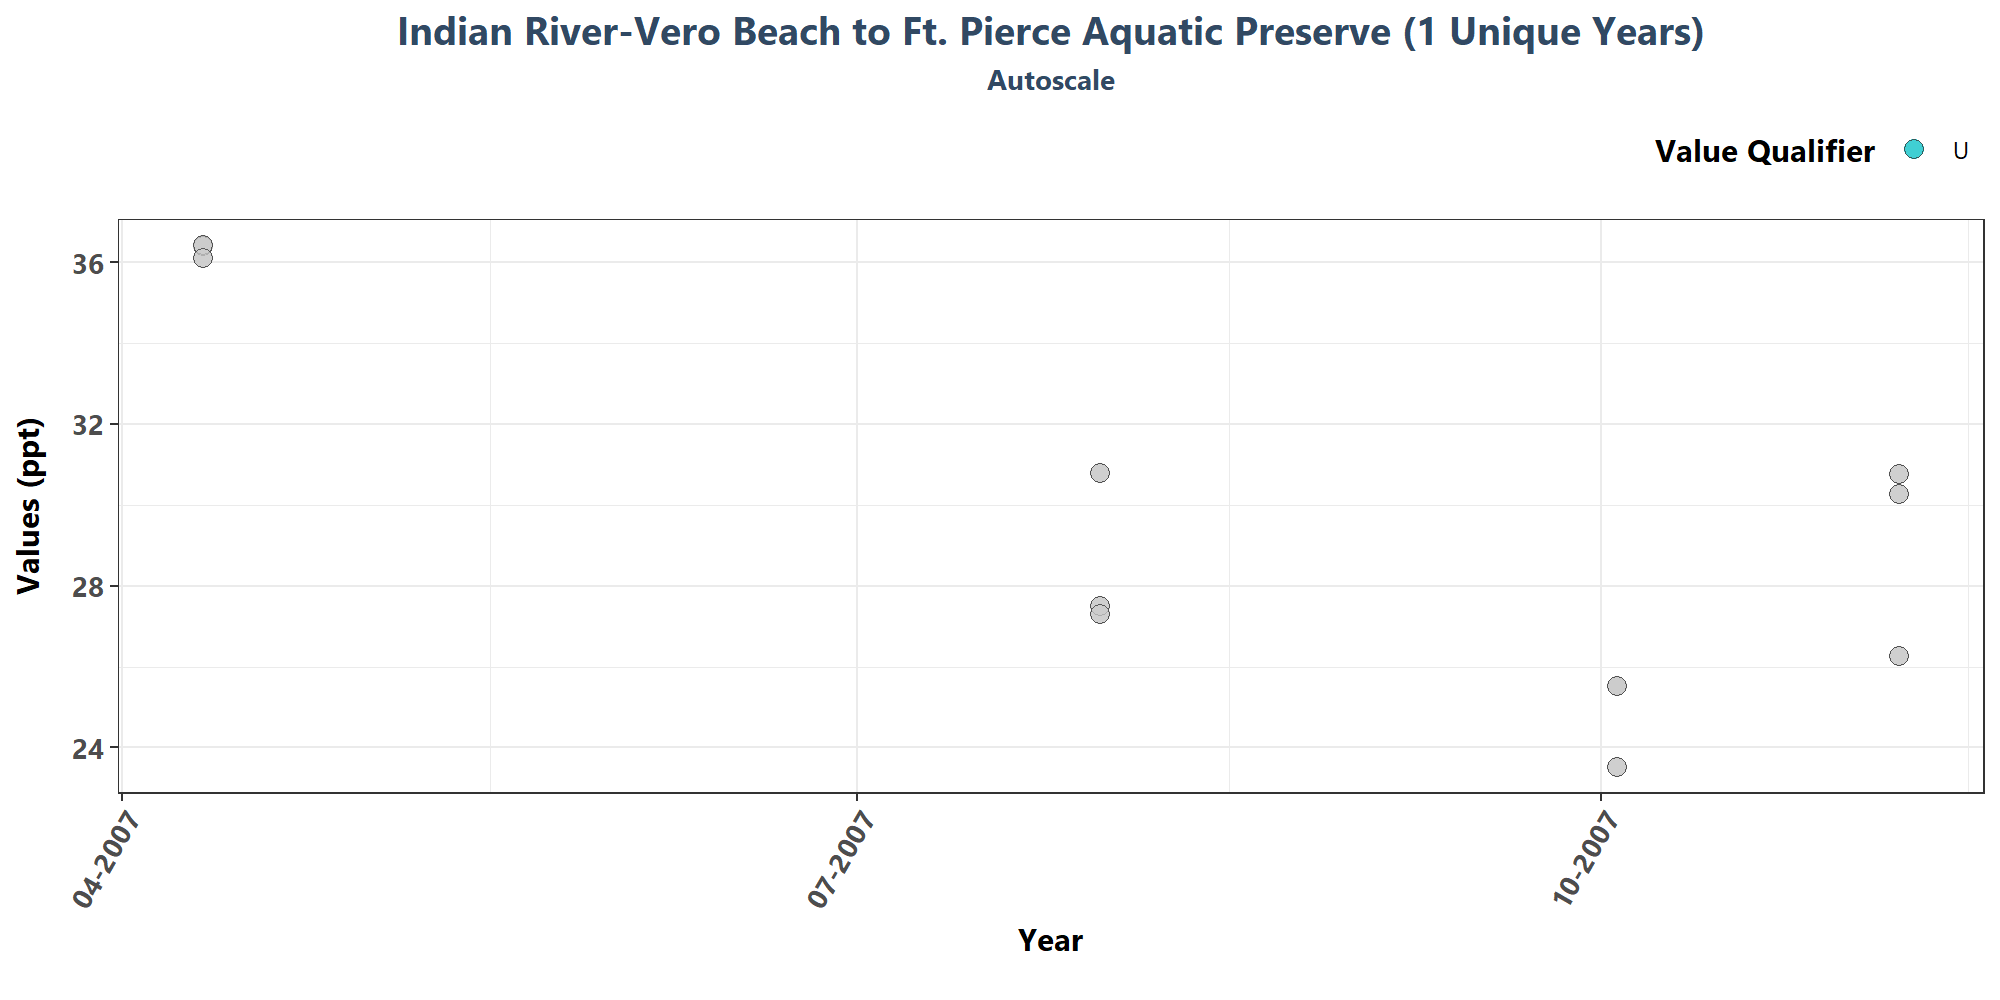 Indian River-Vero Beach to Ft. Pierce Aquatic Preserve (1 Unique Years)
Autoscale
Value Qualifier U
Values (ppt)
36
32
28
24
04-2007
07-2007
10-2007
Year